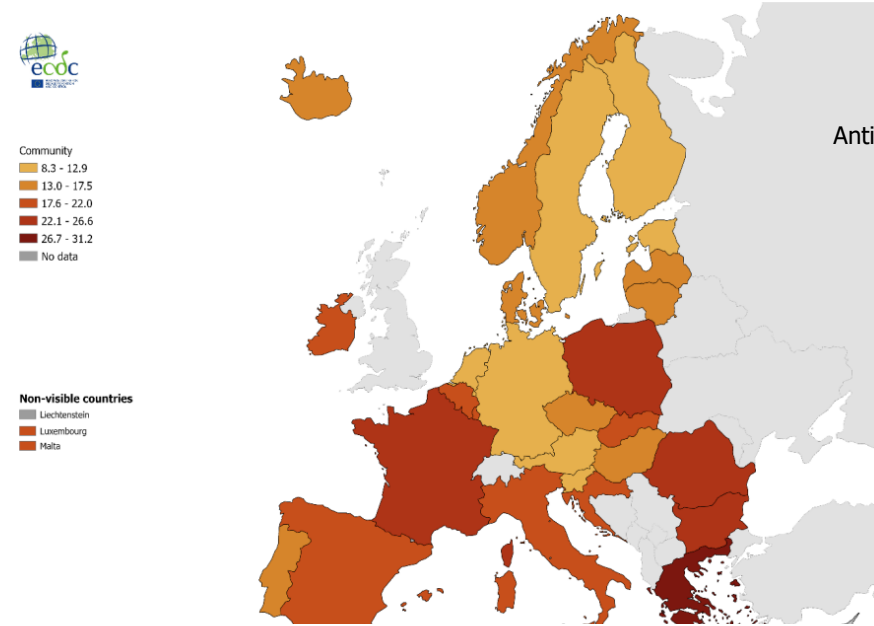 ecdc
Anti
Community
8.3 - 12.9
13.0 - 17.5
17.6 - 22.0
22.1 - 26.6
26.7 - 31.2
No data
Non-visible countries
Liechtenstein
Luxembourg
Malta